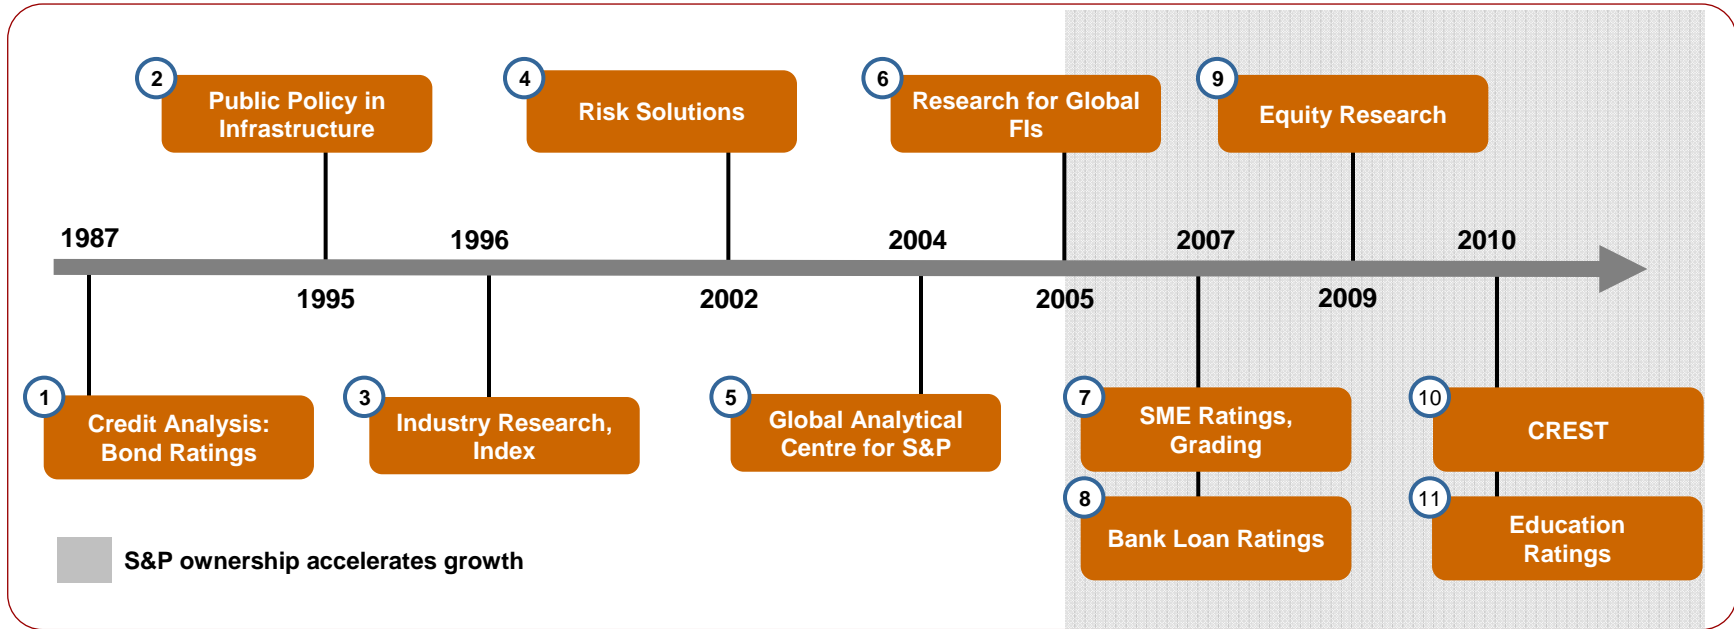 2
Public Policy in
Infrastructure
4
Risk Solutions
6
Research for Global
FIs
9
Equity Research
1987
1996
2004
2007
2010
1995
2002
2005
2009
1
Credit Analysis:
Bond Ratings
3
Industry Research,
Index
5
Global Analytical
Centre for S&P
7
SME Ratings,
Grading
10
CREST
8
Bank Loan Ratings
11
Education
Ratings
S&P ownership accelerates growth